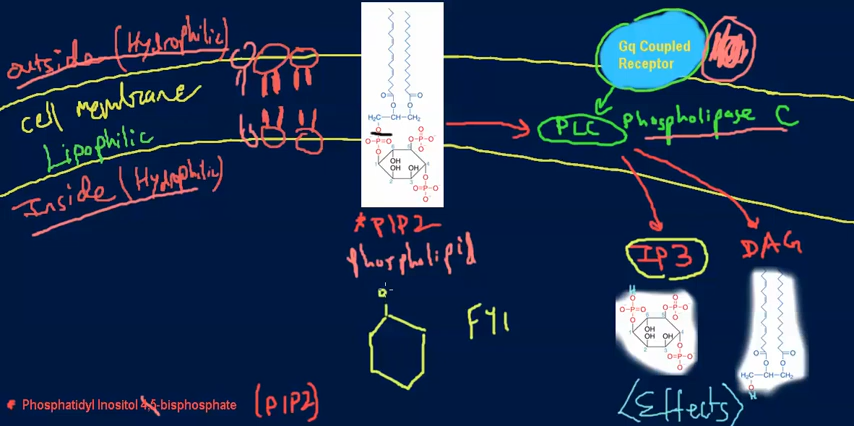 outside (Hydrophilic)
cell membrane
Lipophilic
Inside (Hydrophilic)
Gq Coupled
Receptor
PLC phospholipase C
*PIP2
phospholipid
IP3
DAG
FYI
(Effects)
* Phosphatidyl Inositol 4,5-bisphosphate (PIP2)